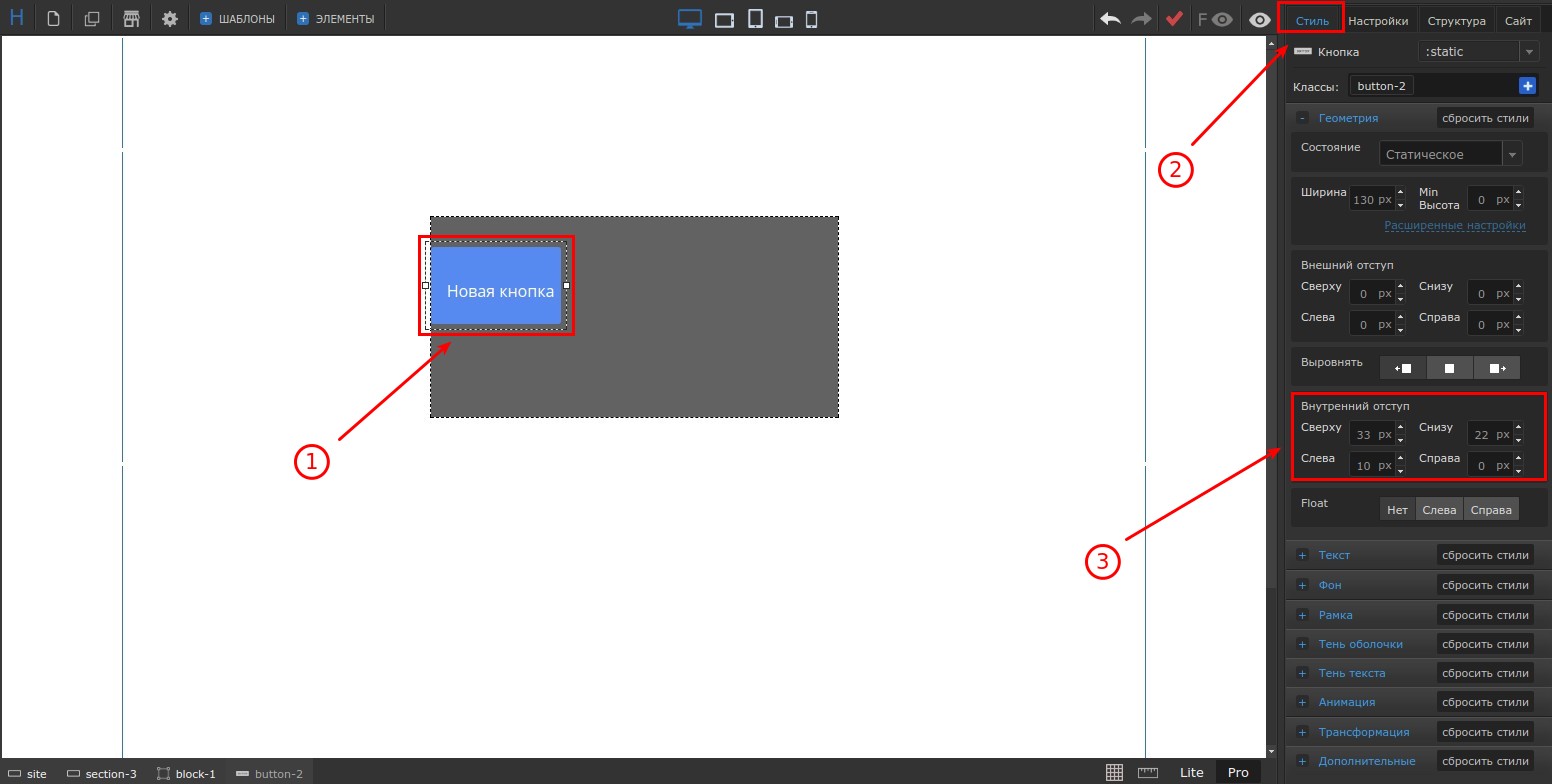 H ШАБЛОНЫ ЭЛЕМЕНТЫ F Стиль Настройки Структура Сайт
Кнопка :static
Классы: button-2
- Геометрия сбросить стили
Состояние Статическое
Ширина 130 px Min Высота 0 px
Расширенные настройки
Внешний отступ
Сверху 0 px Снизу 0 px
Слева 0 px Справа 0 px
Выровнять
Внутренний отступ
Сверху 33 px Снизу 22 px
Слева 10 px Справа 0 px
Float Нет Слева Справа
+ Текст сбросить стили
+ Фон сбросить стили
+ Рамка сбросить стили
+ Тень оболочки сбросить стили
+ Тень текста сбросить стили
+ Анимация сбросить стили
+ Трансформация сбросить стили
+ Дополнительные сбросить стили
Новая кнопка
1
2
3
site section-3 block-1 button-2 Lite Pro